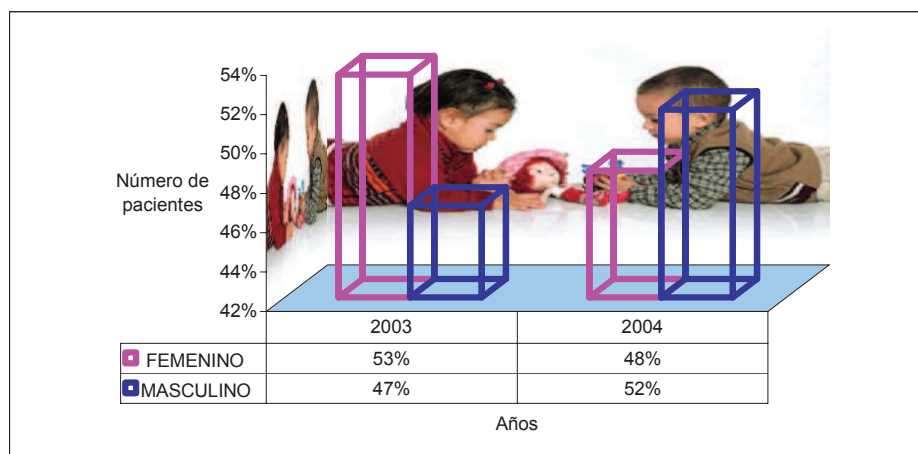 54%
52%
50%
48%
46%
44%
42%
Número de
pacientes
2003 2004
FEMENINO 53% 48%
MASCULINO 47% 52%
Años